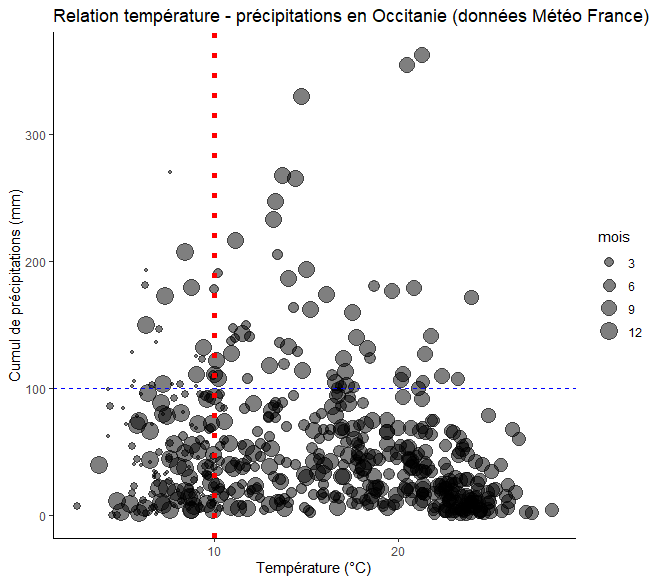 Relation température - précipitations en Occitanie (données Météo France)
Cumul de précipitations (mm)
300
200
100
0
10
20
Température (°C)
mois
3
6
9
12